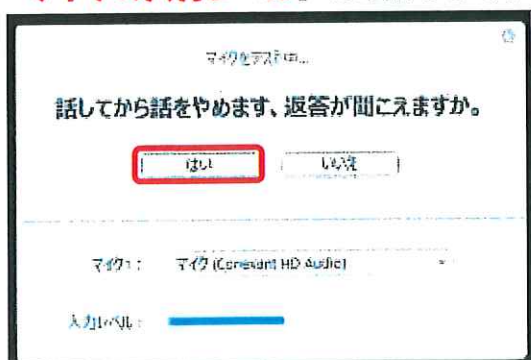 マイクをテスト中...
話してから話をやめます、返答が聞こえますか。
はい
いいえ
マイク1: マイク (Conexant HD Audio)
入力レベル: